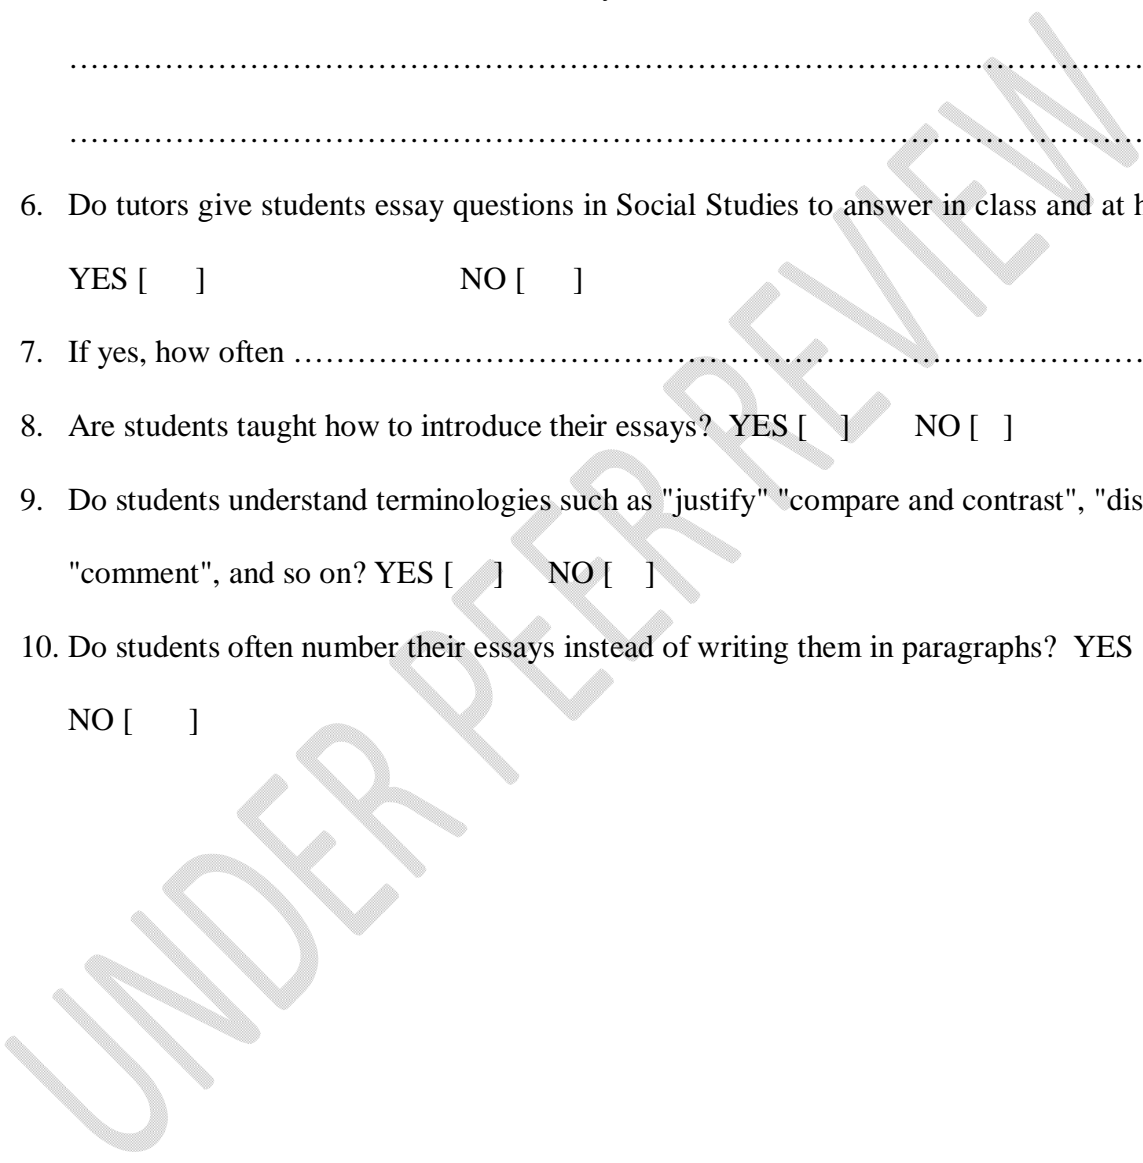 ………………………………………………………………………………………………
………………………………………………………………………………………………
6. Do tutors give students essay questions in Social Studies to answer in class and at
YES [ ] NO [ ]
7. If yes, how often …………………………………………………………………………
8. Are students taught how to introduce their essays? YES [ ] NO [ ]
9. Do students understand terminologies such as "justify" "compare and contrast", "dis
"comment", and so on? YES [ ] NO [ ]
10. Do students often number their essays instead of writing them in paragraphs? YES
NO [ ]
UNDER PEER REVIEW